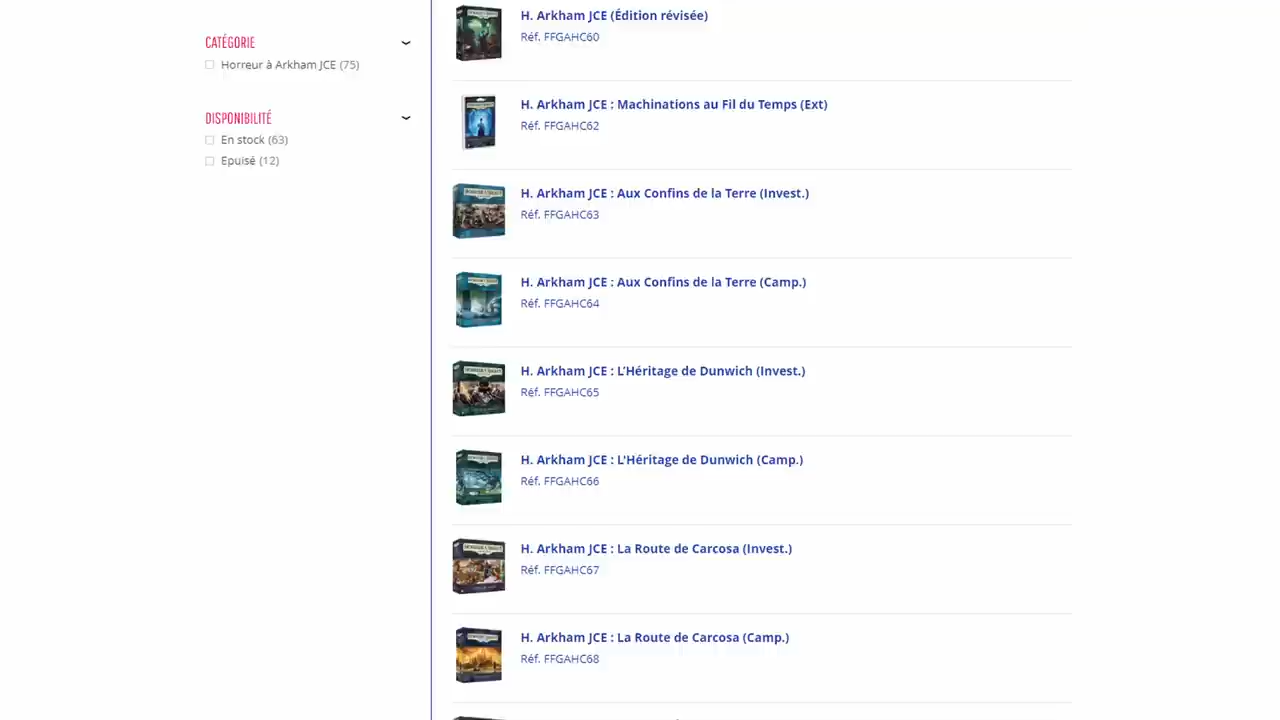 CATÉGORIE
Horreur à Arkham JCE (75)
DISPONIBILITÉ
En stock (63)
Epuisé (12)
H. Arkham JCE (Édition révisée)
Réf. FFGAHC60
H. Arkham JCE : Machinations au Fil du Temps (Ext)
Réf. FFGAHC62
H. Arkham JCE : Aux Confins de la Terre (Invest.)
Réf. FFGAHC63
H. Arkham JCE : Aux Confins de la Terre (Camp.)
Réf. FFGAHC64
H. Arkham JCE : L’Héritage de Dunwich (Invest.)
Réf. FFGAHC65
H. Arkham JCE : L'Héritage de Dunwich (Camp.)
Réf. FFGAHC66
H. Arkham JCE : La Route de Carcosa (Invest.)
Réf. FFGAHC67
H. Arkham JCE : La Route de Carcosa (Camp.)
Réf. FFGAHC68